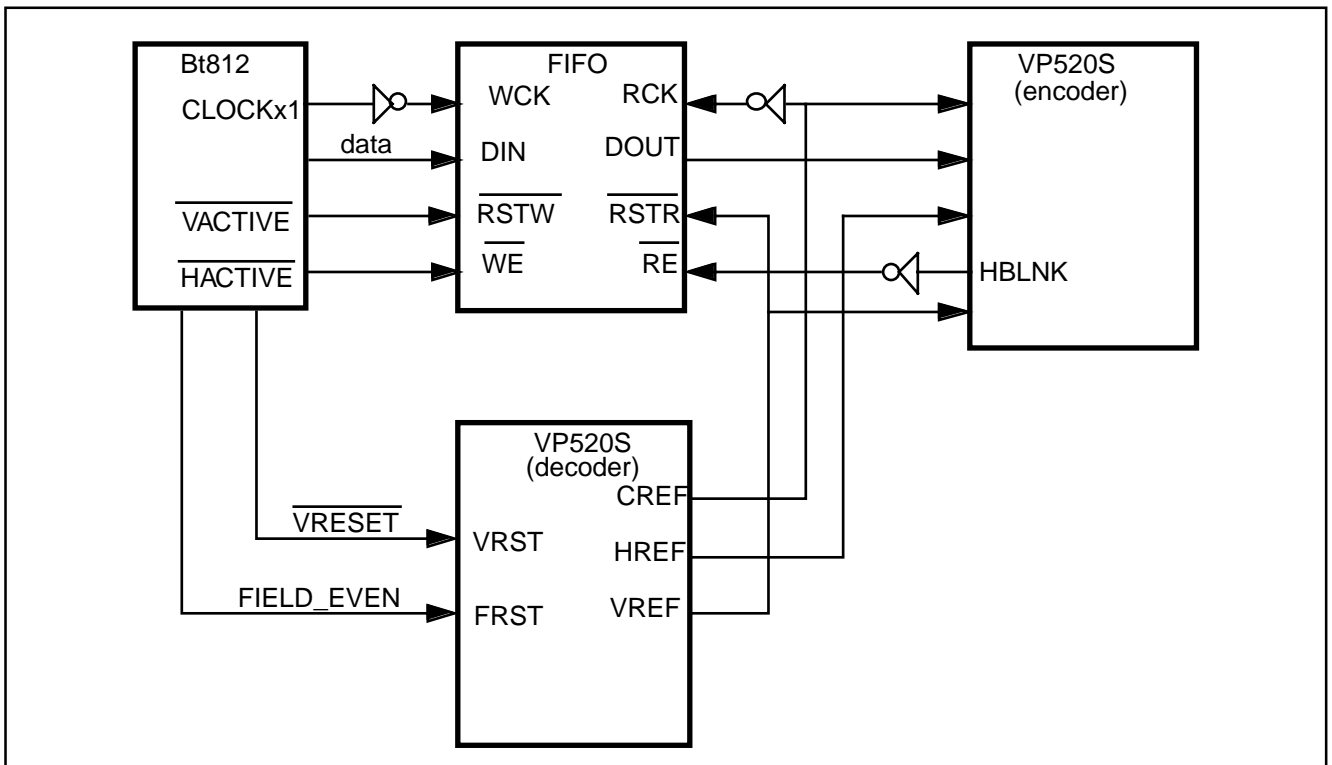 Bt812
CLOCKx1
data
VACTIVE
HACTIVE
FIFO
WCK
RCK
DIN
DOUT
RSTW
RSTR
WE
RE
VP520S
(encoder)
HBLNK
VP520S
(decoder)
CREF
VRESET
VRST
HREF
FIELD_EVEN
FRST
VREF